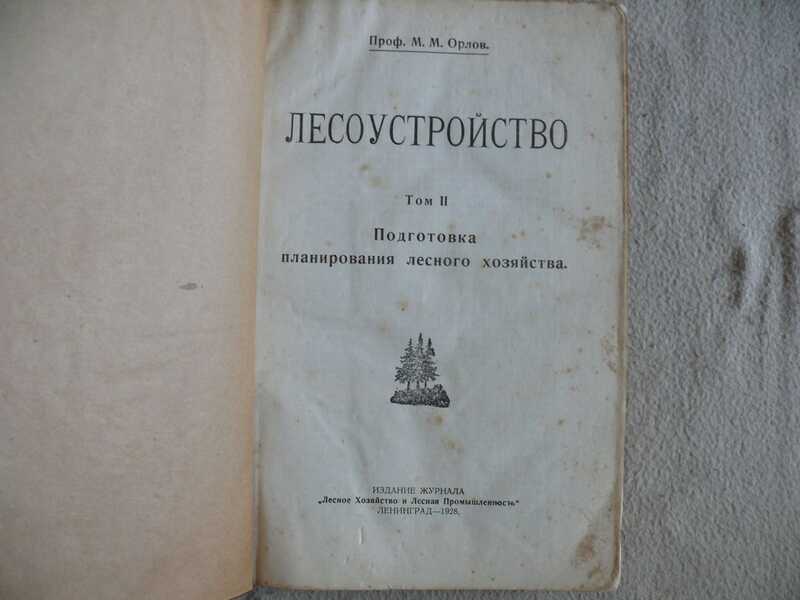 Проф. М. М. Орлов.
ЛЕСОУСТРОЙСТВО
Том II
Подготовка
планирования лесного хозяйства.
ИЗДАНИЕ ЖУРНАЛА
„Лесное Хозяйство и Лесная Промышленность“
ЛЕНИНГРАД—1928.